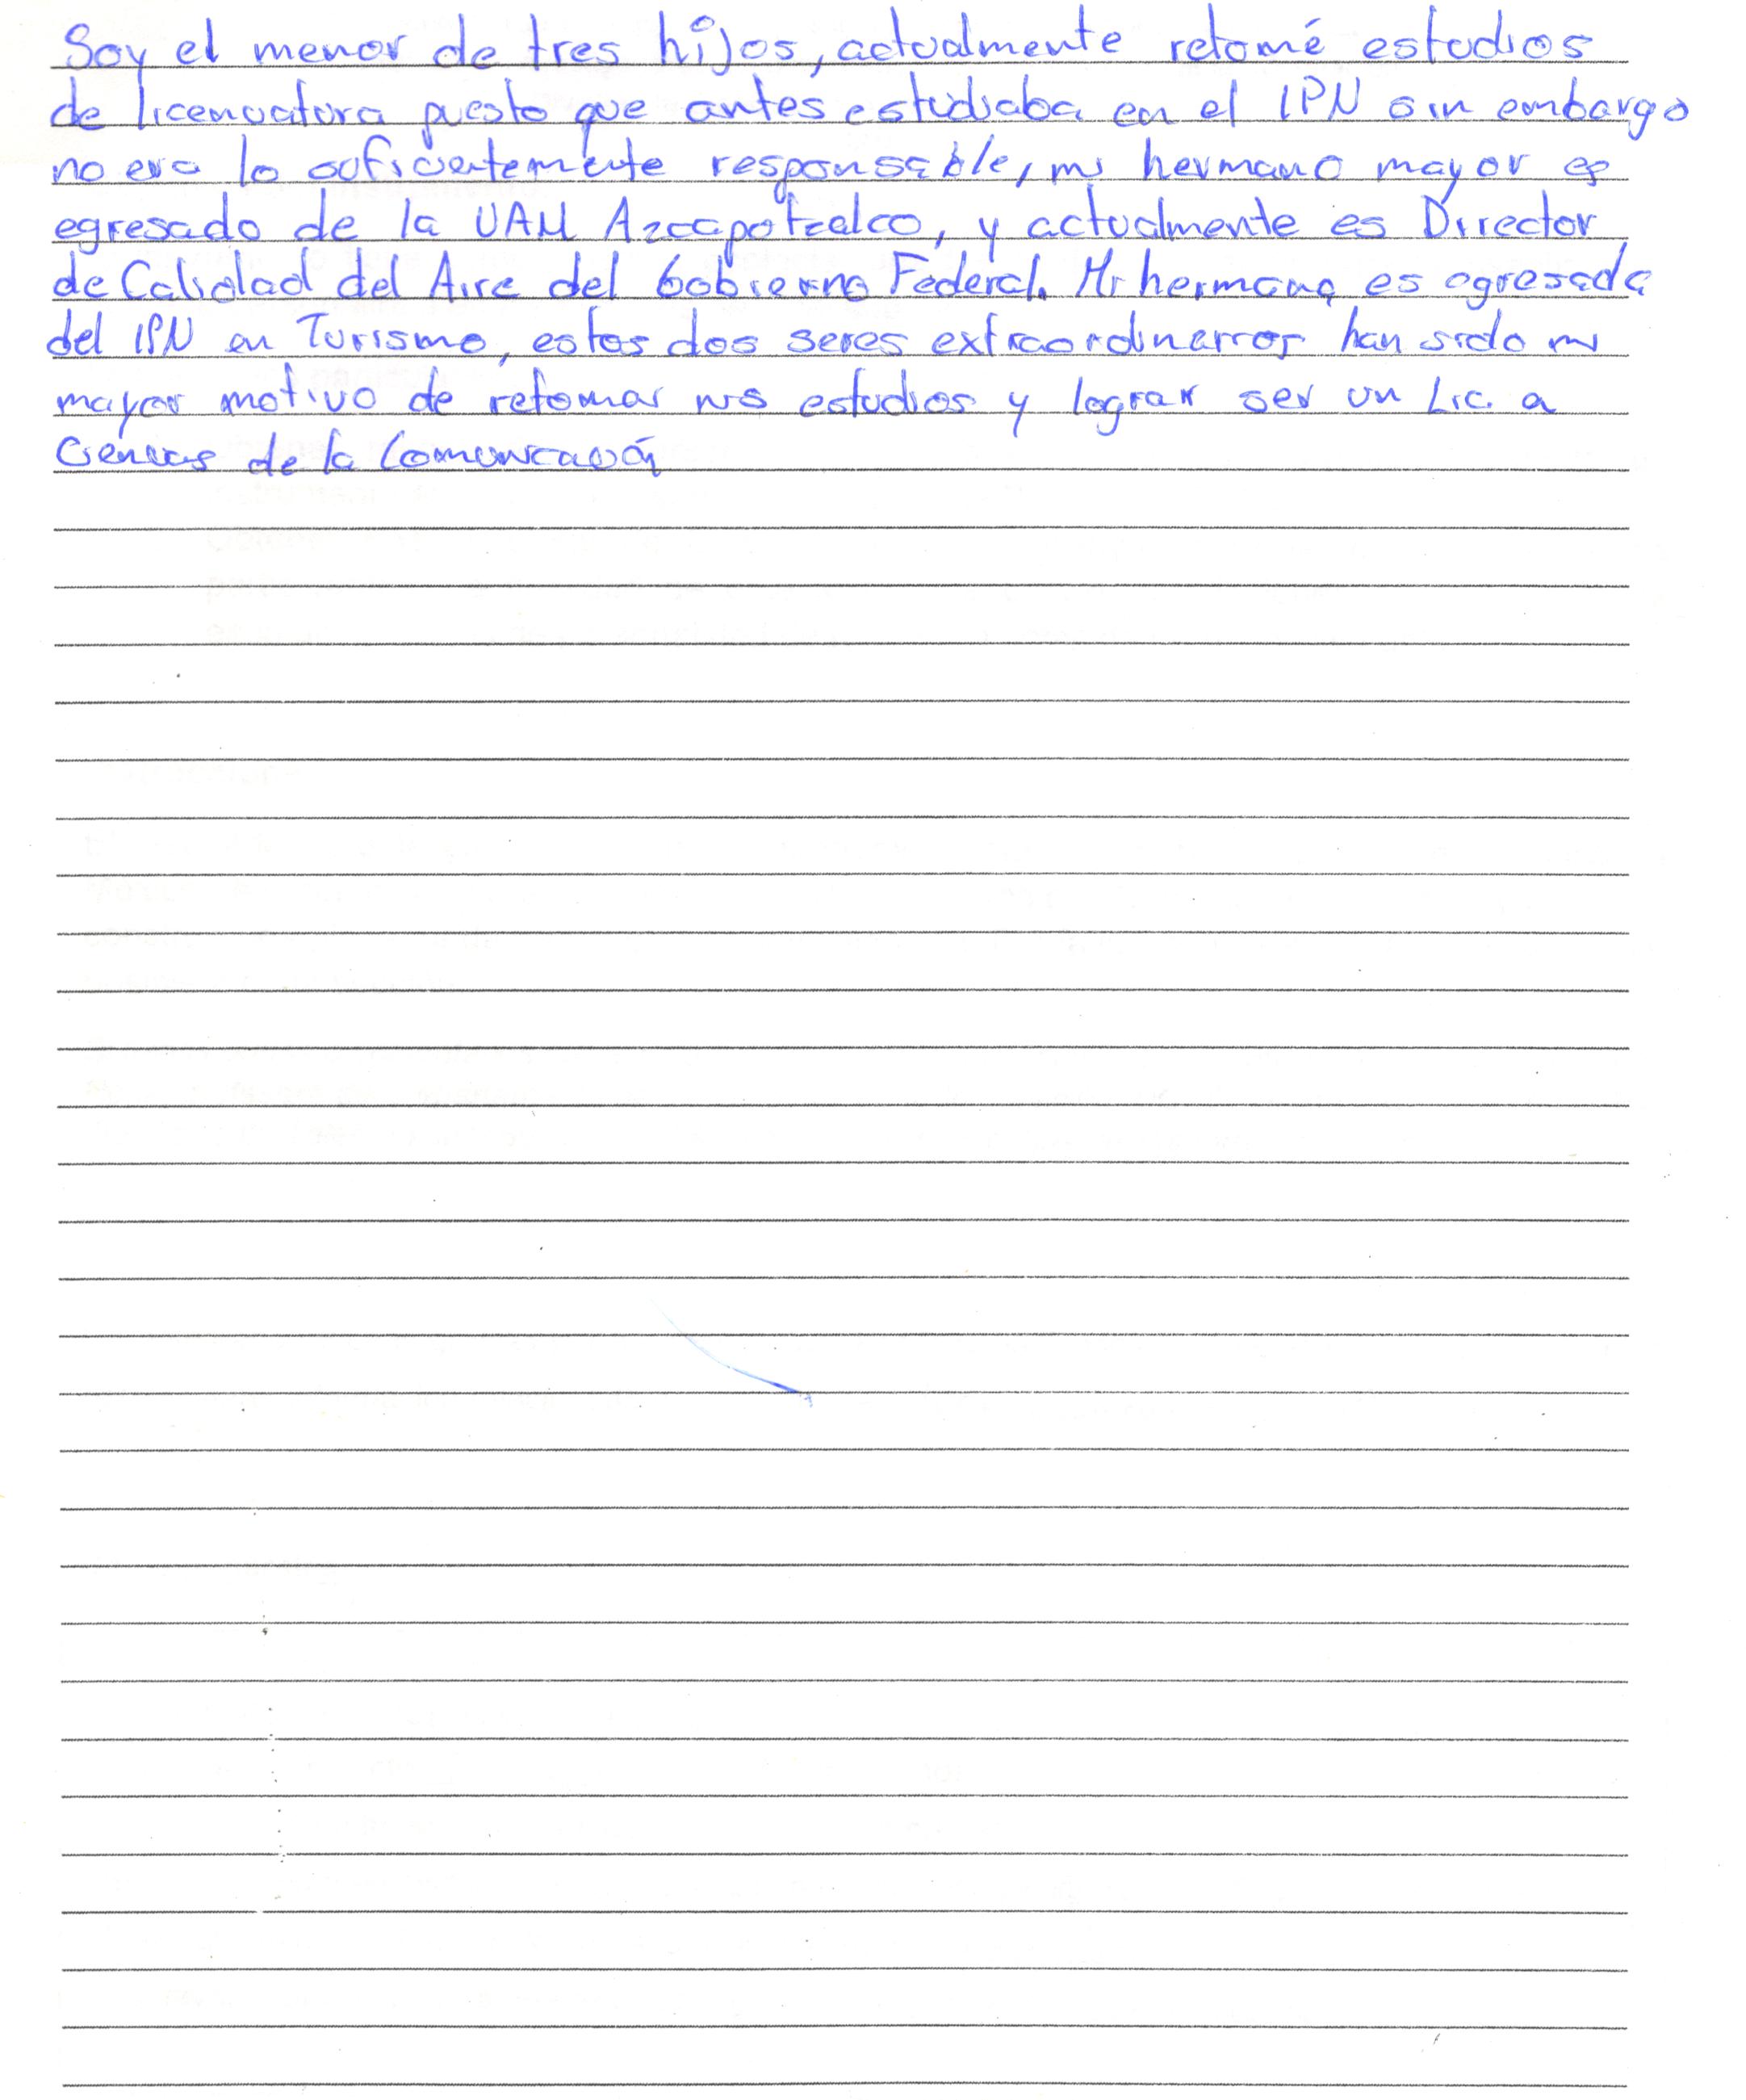 Soy el menor de tres hijos, actualmente retomé estudios
de licenciatura puesto que antes estudiaba en el IPN sin embargo
no era lo suficientemente responsable, mi hermano mayor es
egresado de la UAM Azcapotzalco, y actualmente es Director
de Calidad del Aire del Gobierno Federal. Mi hermana es egresada
del IPN en Turismo, estos dos seres extraordinarios han sido mi
mayor motivo de retomar mis estudios y lograr ser un Lic. a
Ciencias de la Comunicación